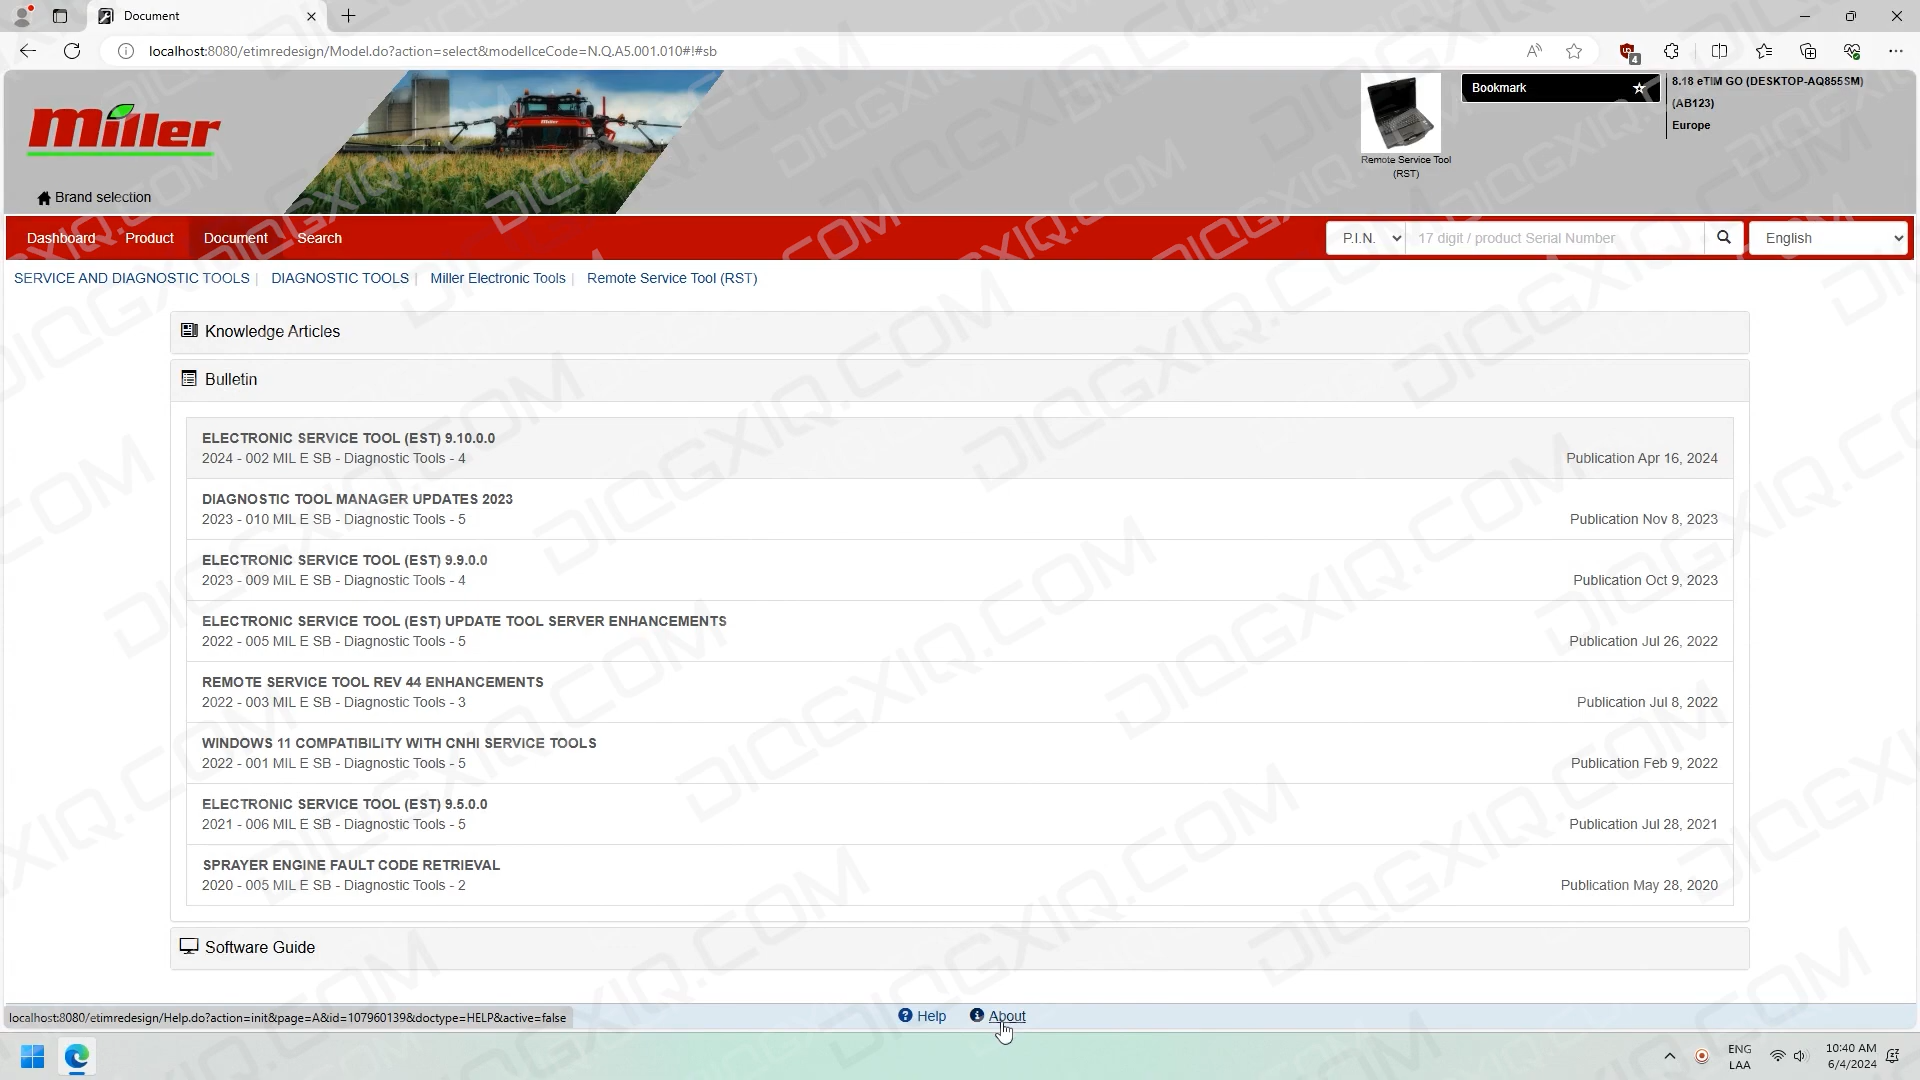 Document
localhost:8080/etimredesign/Model.do?action=select&modelIceCode=N.Q.A5.001.010#!#sb
4
Miller
Brand selection
Remote Service Tool
(RST)
Bookmark
8.18 eTIM GO (DESKTOP-AQ855SM)
(AB123)
Europe
Dashboard Product Document Search
P.I.N. 17 digit / product Serial Number English
SERVICE AND DIAGNOSTIC TOOLS | DIAGNOSTIC TOOLS | Miller Electronic Tools | Remote Service Tool (RST)
Knowledge Articles
Bulletin
ELECTRONIC SERVICE TOOL (EST) 9.10.0.0
2024 - 002 MIL E SB - Diagnostic Tools - 4 Publication Apr 16, 2024
DIAGNOSTIC TOOL MANAGER UPDATES 2023
2023 - 010 MIL E SB - Diagnostic Tools - 5 Publication Nov 8, 2023
ELECTRONIC SERVICE TOOL (EST) 9.9.0.0
2023 - 009 MIL E SB - Diagnostic Tools - 4 Publication Oct 9, 2023
ELECTRONIC SERVICE TOOL (EST) UPDATE TOOL SERVER ENHANCEMENTS
2022 - 005 MIL E SB - Diagnostic Tools - 5 Publication Jul 26, 2022
REMOTE SERVICE TOOL REV 44 ENHANCEMENTS
2022 - 003 MIL E SB - Diagnostic Tools - 3 Publication Jul 8, 2022
WINDOWS 11 COMPATIBILITY WITH CNHI SERVICE TOOLS
2022 - 001 MIL E SB - Diagnostic Tools - 5 Publication Feb 9, 2022
ELECTRONIC SERVICE TOOL (EST) 9.5.0.0
2021 - 006 MIL E SB - Diagnostic Tools - 5 Publication Jul 28, 2021
SPRAYER ENGINE FAULT CODE RETRIEVAL
2020 - 005 MIL E SB - Diagnostic Tools - 2 Publication May 28, 2020
Software Guide
localhost:8080/etimredesign/Help.do?action=init&page=A&id=107960139&doctype=HELP&active=false
Help About
ENG
LAA
10:40 AM
6/4/2024
DIAGXIQ.COM